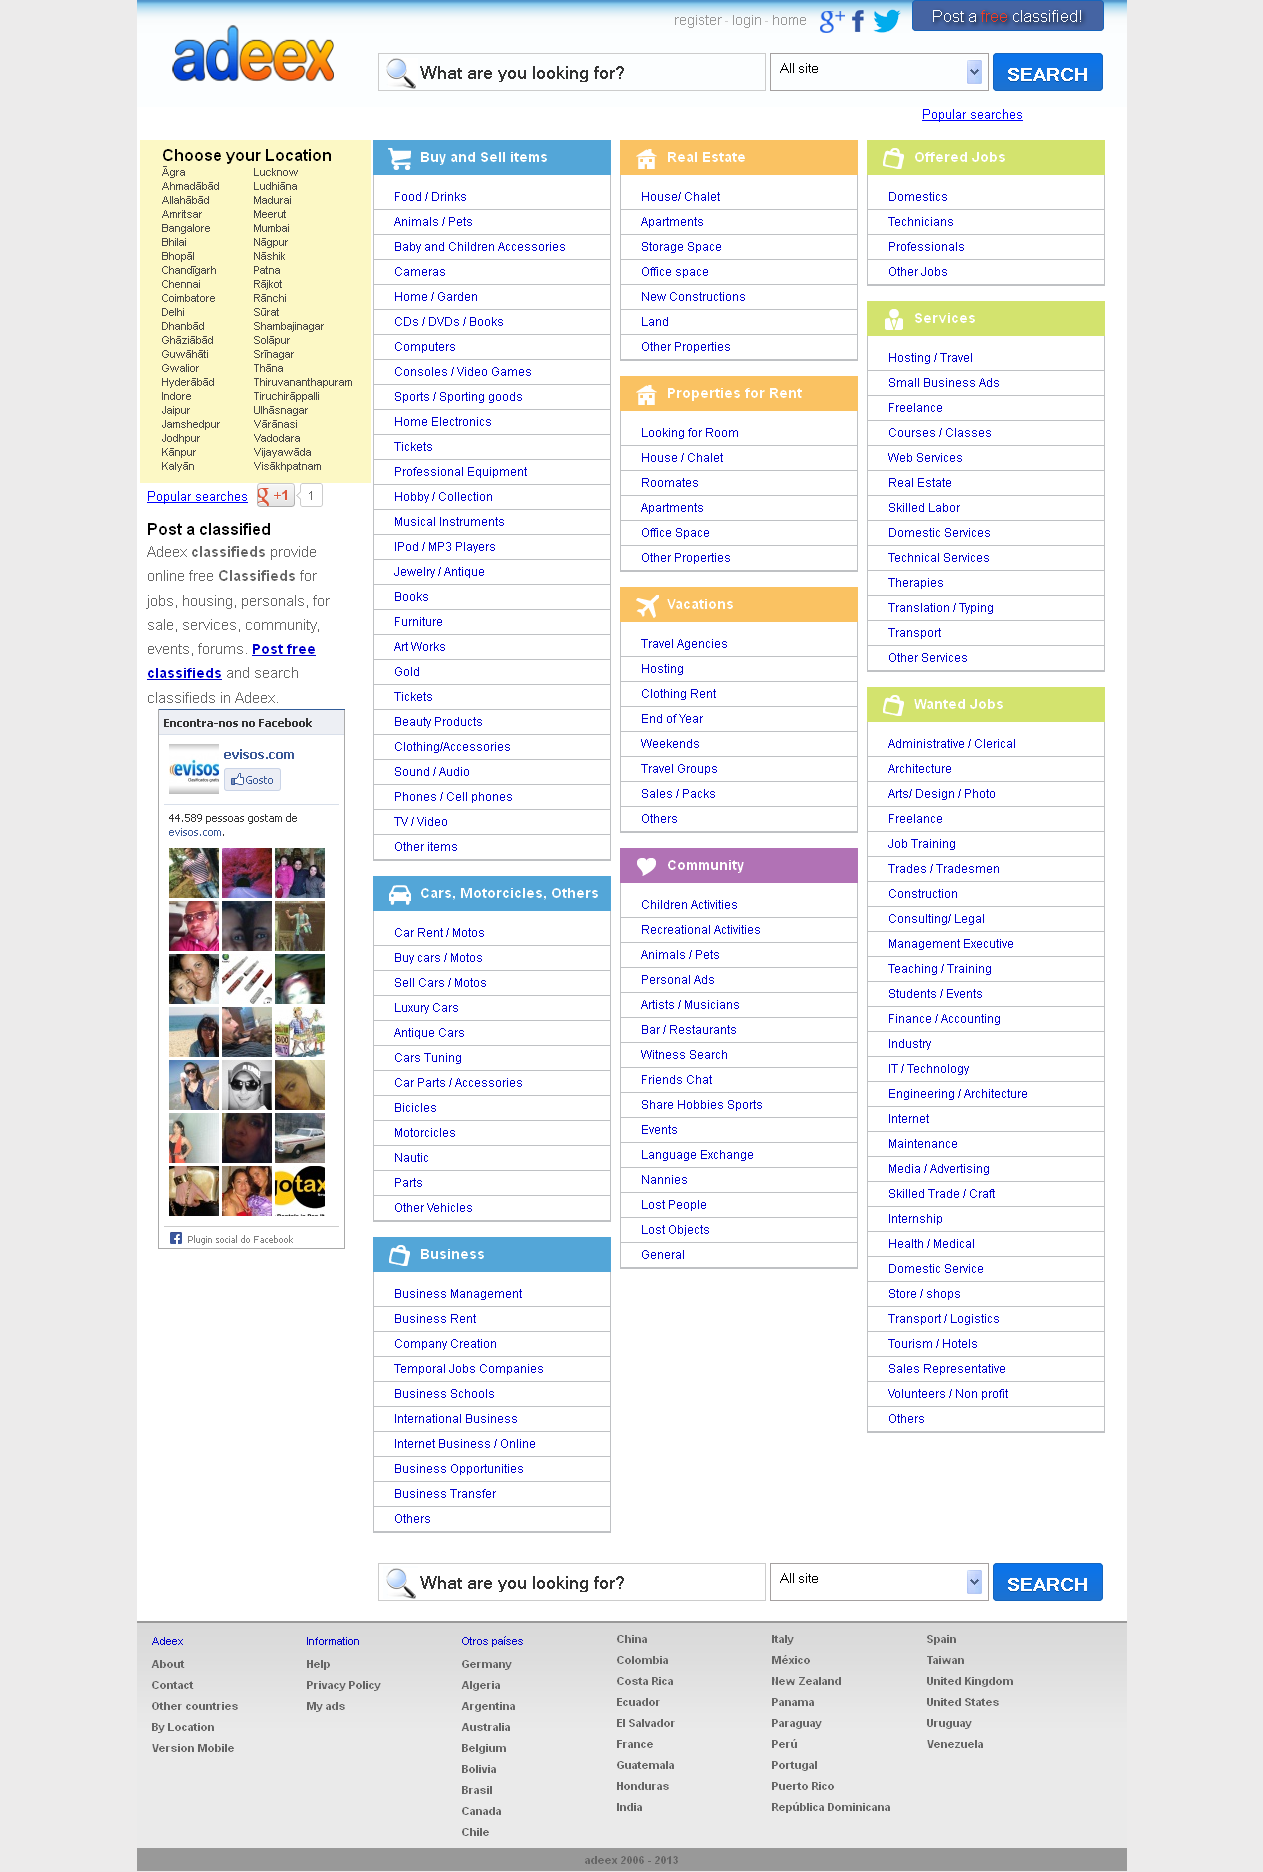 register - login - home
Post a free classified!
adeex
What are you looking for?
All site
SEARCH
Popular searches
Choose your Location
Āgra
Ahmadābād
Allahābād
Amritsar
Bangalore
Bhilai
Bhopāl
Chandīgarh
Chennai
Coimbatore
Delhi
Dhanbād
Ghāziābād
Guwāhāti
Gwalior
Hyderābād
Indore
Jaipur
Jamshedpur
Jodhpur
Kānpur
Kalyān
Lucknow
Ludhiāna
Madurai
Meerut
Mumbai
Nāgpur
Nāshik
Patna
Rājkot
Rānchi
Sūrat
Shambajinagar
Solāpur
Srīnagar
Thāna
Thiruvananthapuram
Tiruchirāppalli
Ulhāsnagar
Vārānasi
Vadodara
Vijayawāda
Visākhpatnam
Popular searches
g +1
1
Post a classified
Adeex classifieds provide
online free Classifieds for
jobs, housing, personals, for
sale, services, community,
events, forums. Post free
classifieds and search
classifieds in Adeex.
Encontra-nos no Facebook
evisos
evisos.com
Gosto
44.589 pessoas gostam de
evisos.com.
Plugin social do Facebook
Buy and Sell items
Food / Drinks
Animals / Pets
Baby and Children Accessories
Cameras
Home / Garden
CDs / DVDs / Books
Computers
Consoles / Video Games
Sports / Sporting goods
Home Electronics
Tickets
Professional Equipment
Hobby / Collection
Musical Instruments
IPod / MP3 Players
Jewelry / Antique
Books
Furniture
Art Works
Gold
Tickets
Beauty Products
Clothing/Accessories
Sound / Audio
Phones / Cell phones
TV / Video
Other items
Cars, Motorcicles, Others
Car Rent / Motos
Buy cars / Motos
Sell Cars / Motos
Luxury Cars
Antique Cars
Cars Tuning
Car Parts / Accessories
Bicicles
Motorcicles
Nautic
Parts
Other Vehicles
Business
Business Management
Business Rent
Company Creation
Temporal Jobs Companies
Business Schools
International Business
Internet Business / Online
Business Opportunities
Business Transfer
Others
Real Estate
House/ Chalet
Apartments
Storage Space
Office space
New Constructions
Land
Other Properties
Properties for Rent
Looking for Room
House / Chalet
Roomates
Apartments
Office Space
Other Properties
Vacations
Travel Agencies
Hosting
Clothing Rent
End of Year
Weekends
Travel Groups
Sales / Packs
Others
Community
Children Activities
Recreational Activities
Animals / Pets
Personal Ads
Artists / Musicians
Bar / Restaurants
Witness Search
Friends Chat
Share Hobbies Sports
Events
Language Exchange
Nannies
Lost People
Lost Objects
General
Offered Jobs
Domestics
Technicians
Professionals
Other Jobs
Services
Hosting / Travel
Small Business Ads
Freelance
Courses / Classes
Web Services
Real Estate
Skilled Labor
Domestic Services
Technical Services
Therapies
Translation / Typing
Transport
Other Services
Wanted Jobs
Administrative / Clerical
Architecture
Arts/ Design / Photo
Freelance
Job Training
Trades / Tradesmen
Construction
Consulting/ Legal
Management Executive
Teaching / Training
Students / Events
Finance / Accounting
Industry
IT / Technology
Engineering / Architecture
Internet
Maintenance
Media / Advertising
Skilled Trade / Craft
Internship
Health / Medical
Domestic Service
Store / shops
Transport / Logistics
Tourism / Hotels
Sales Representative
Volunteers / Non profit
Others
What are you looking for?
All site
SEARCH
Adeex
About
Contact
Other countries
By Location
Version Mobile
Information
Help
Privacy Policy
My ads
Otros países
Germany
Algeria
Argentina
Australia
Belgium
Bolivia
Brasil
Canada
Chile
China
Colombia
Costa Rica
Ecuador
El Salvador
France
Guatemala
Honduras
India
Italy
México
New Zealand
Panama
Paraguay
Perú
Portugal
Puerto Rico
República Dominicana
Spain
Taiwan
United Kingdom
United States
Uruguay
Venezuela
adeex 2006 - 2013